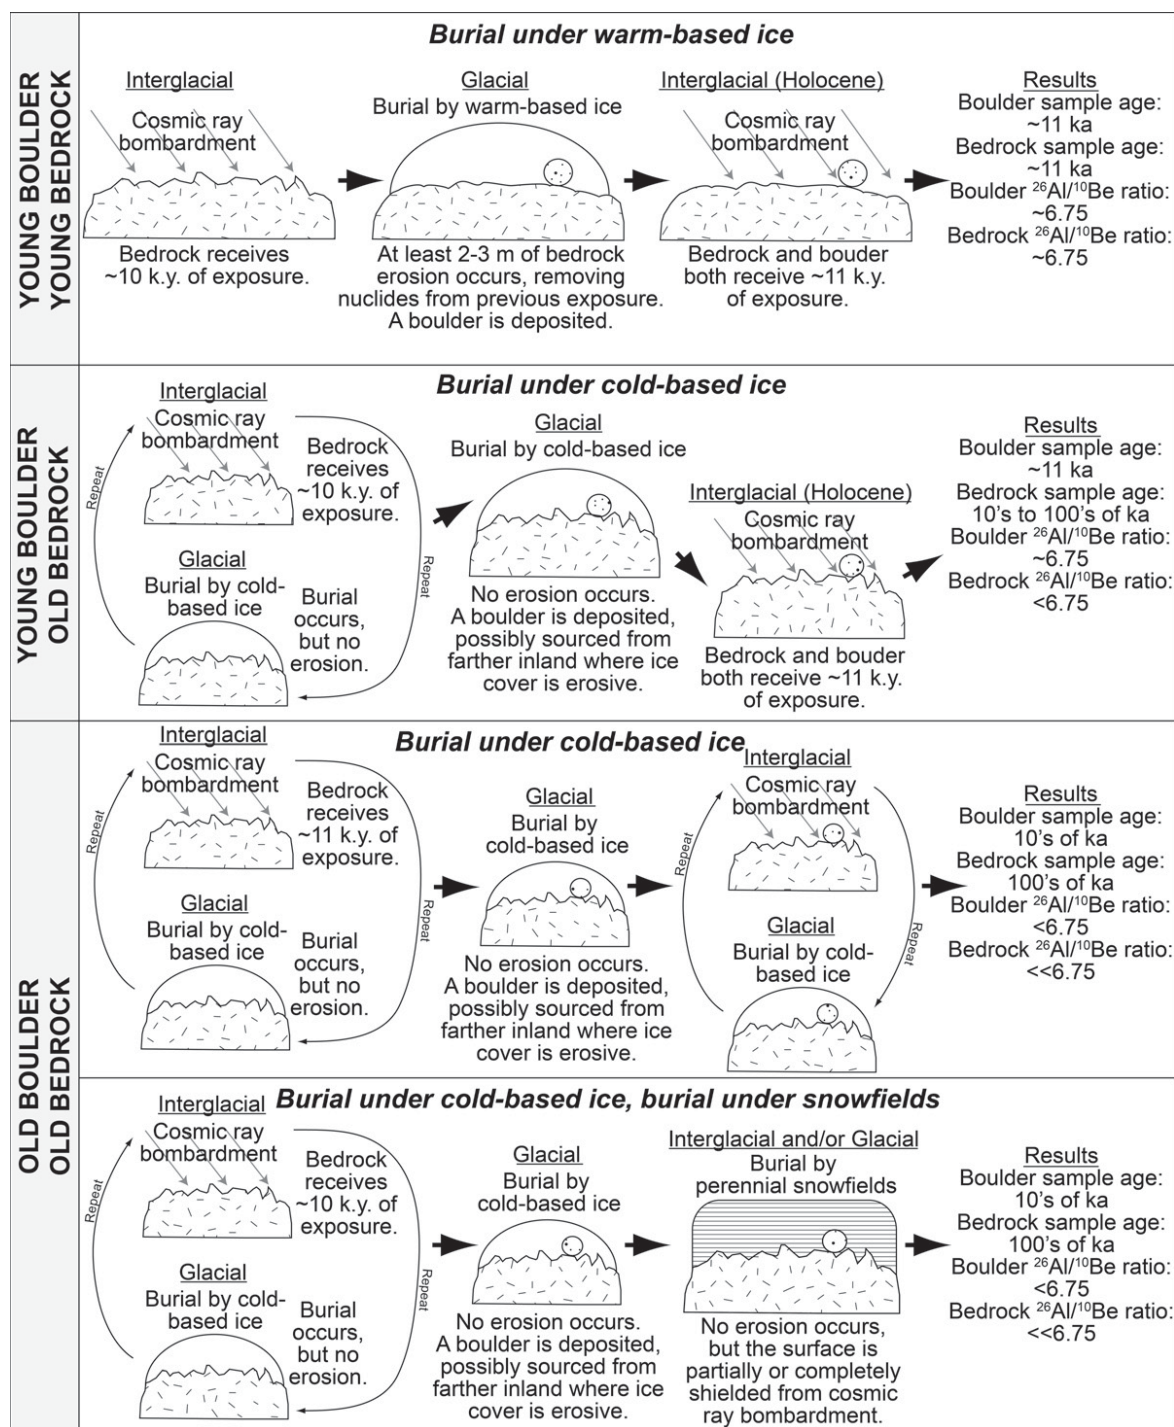 YOUNG BOULDER
YOUNG BEDROCK
Burial under warm-based ice
Interglacial
Cosmic ray
bombardment
Bedrock receives
~10 k.y. of exposure.
Glacial
Burial by warm-based ice
At least 2-3 m of bedrock
erosion occurs, removing
nuclides from previous exposure.
A boulder is deposited.
Interglacial (Holocene)
Cosmic ray
bombardment
Bedrock and bouder
both receive ~11 k.y.
of exposure.
Results
Boulder sample age:
~11 ka
Bedrock sample age:
~11 ka
Boulder ²⁶Al/¹⁰Be ratio:
~6.75
Bedrock ²⁶Al/¹⁰Be ratio:
~6.75
YOUNG BOULDER
OLD BEDROCK
Burial under cold-based ice
Interglacial
Cosmic ray
bombardment
Repeat
Bedrock
receives
~10 k.y. of
exposure.
Glacial
Burial by cold-
based ice
Burial
occurs,
but no
erosion.
Repeat
Glacial
Burial by cold-based ice
No erosion occurs.
A boulder is deposited,
possibly sourced from
farther inland where ice
cover is erosive.
Interglacial (Holocene)
Cosmic ray
bombardment
Bedrock and bouder
both receive ~11 k.y.
of exposure.
Results
Boulder sample age:
~11 ka
Bedrock sample age:
10's to 100's of ka
Boulder ²⁶Al/¹⁰Be ratio:
~6.75
Bedrock ²⁶Al/¹⁰Be ratio:
<6.75
OLD BOULDER
OLD BEDROCK
Burial under cold-based ice
Interglacial
Cosmic ray
bombardment
Repeat
Bedrock
receives
~11 k.y. of
exposure.
Glacial
Burial by cold-
based ice
Burial
occurs,
but no
erosion.
Repeat
Glacial
Burial by
cold-based ice
No erosion occurs.
A boulder is deposited,
possibly sourced from
farther inland where ice
cover is erosive.
Interglacial
Cosmic ray
bombardment
Repeat
Glacial
Burial by cold-
based ice
Repeat
Results
Boulder sample age:
10's of ka
Bedrock sample age:
100's of ka
Boulder ²⁶Al/¹⁰Be ratio:
<6.75
Bedrock ²⁶Al/¹⁰Be ratio:
<<6.75
Burial under cold-based ice, burial under snowfields
Interglacial
Cosmic ray
bombardment
Repeat
Bedrock
receives
~10 k.y. of
exposure.
Glacial
Burial by cold-
based ice
Burial
occurs,
but no
erosion.
Repeat
Glacial
Burial by
cold-based ice
No erosion occurs.
A boulder is deposited,
possibly sourced from
farther inland where ice
cover is erosive.
Interglacial and/or Glacial
Burial by
perennial snowfields
No erosion occurs,
but the surface is
partially or completely
shielded from cosmic
ray bombardment.
Results
Boulder sample age:
10's of ka
Bedrock sample age:
100's of ka
Boulder ²⁶Al/¹⁰Be ratio:
<6.75
Bedrock ²⁶Al/¹⁰Be ratio:
<<6.75